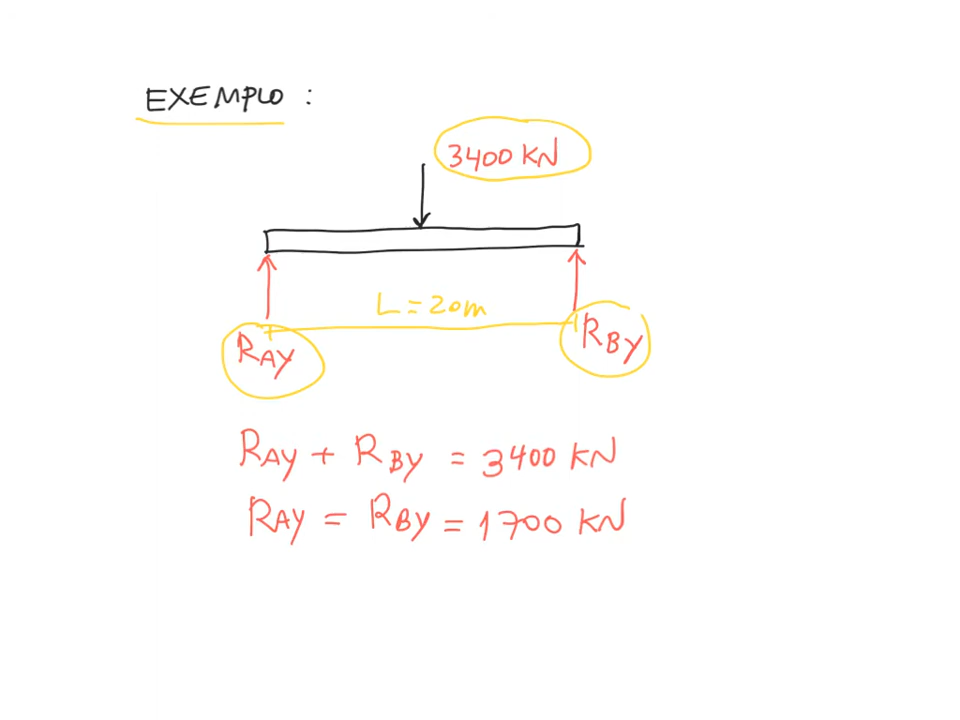 EXEMPLO :
3400 KN
L = 20m
RAY
RBY
RAY + RBY = 3400 KN
RAY = RBY = 1700 KN